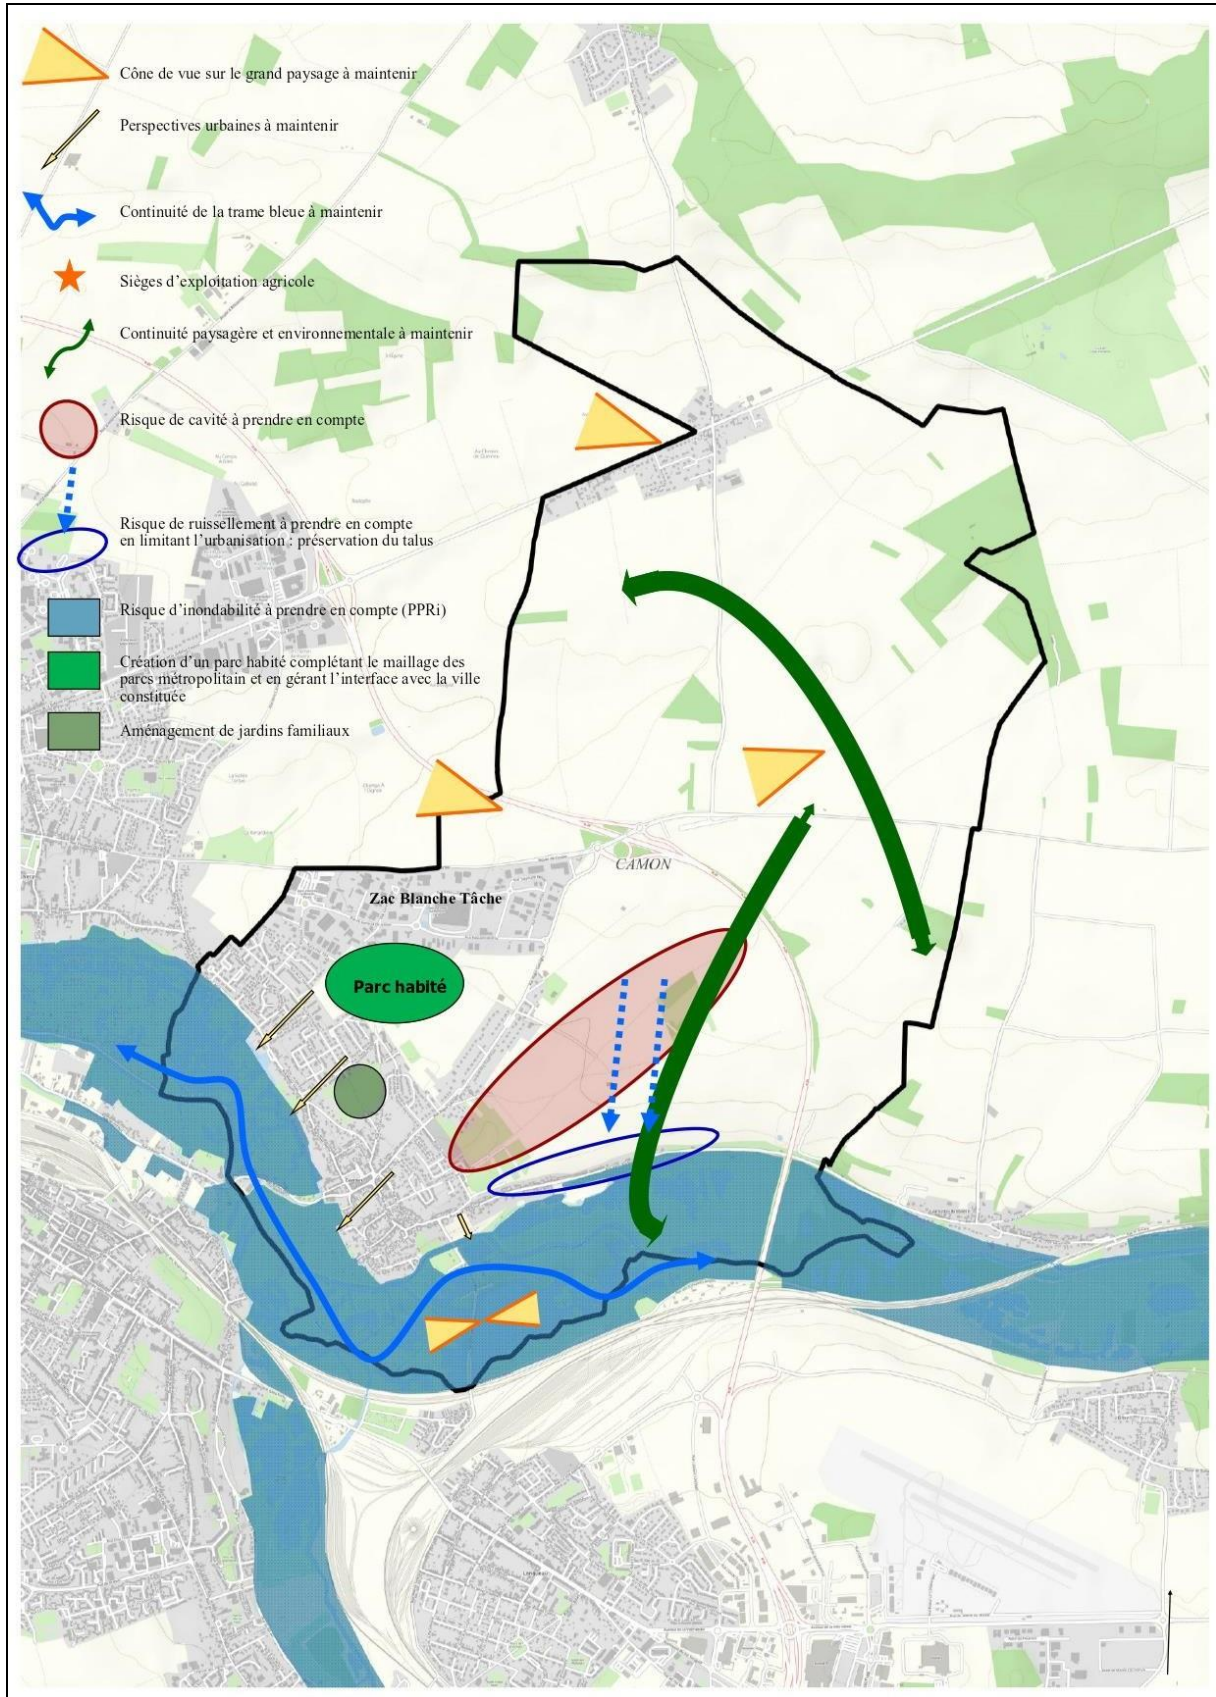 Cône de vue sur le grand paysage à maintenir
Perspectives urbaines à maintenir
Continuité de la trame bleue à maintenir
Sièges d'exploitation agricole
Continuité paysagère et environnementale à maintenir
Risque de cavité à prendre en compte
Risque de ruissellement à prendre en compte
en limitant l'urbanisation : préservation du talus
Risque d'inondabilité à prendre en compte (PPRi)
Création d'un parc habité complétant le maillage des
parcs métropolitain et en gérant l'interface avec la ville
constituée
Aménagement de jardins familiaux
CAMON
Zac Blanche Tâche
Parc habité